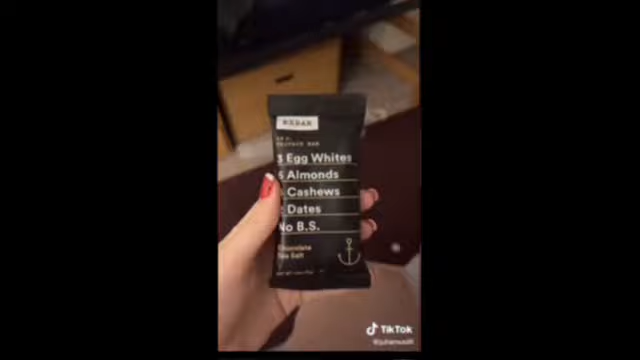 RXBAR
3 Egg Whites
6 Almonds
Cashews
Dates
No B.S.
Chocolate
Sea Salt
TikTok